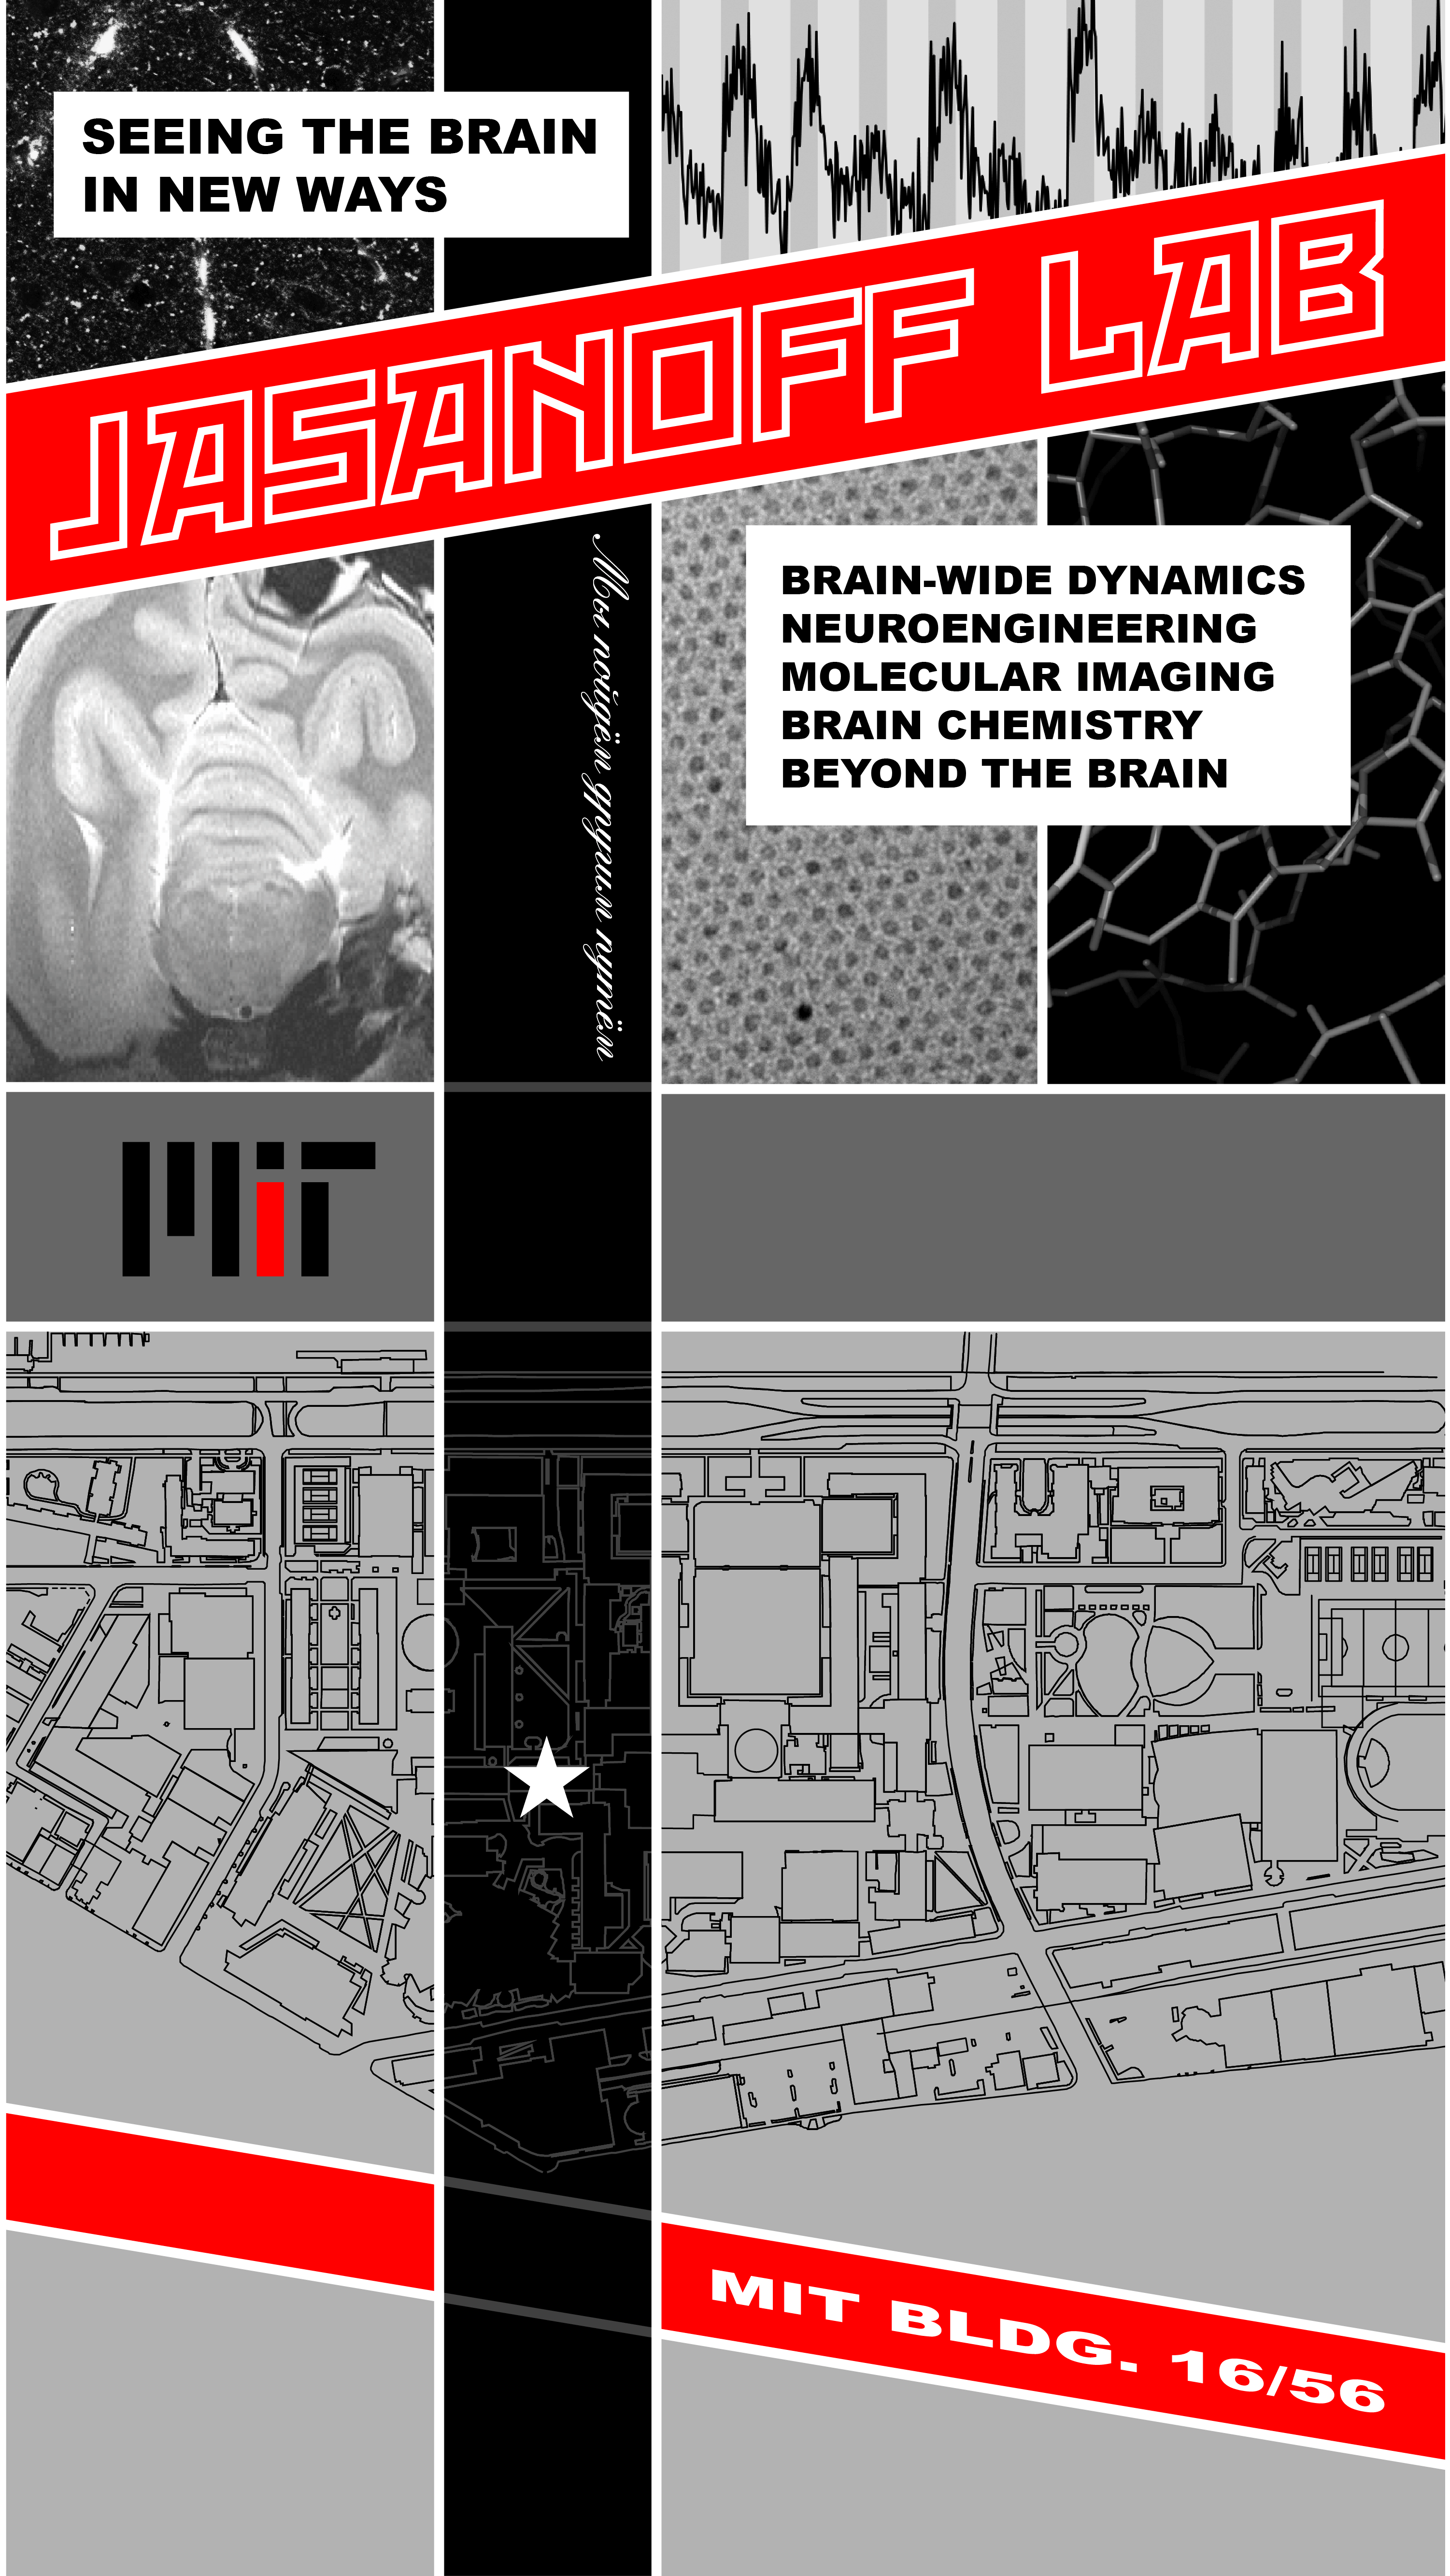 SEEING THE BRAIN
IN NEW WAYS
JASANOFF LAB
Мы пойдём другим путём
BRAIN-WIDE DYNAMICS
NEUROENGINEERING
MOLECULAR IMAGING
BRAIN CHEMISTRY
BEYOND THE BRAIN
MIT
MIT BLDG. 16/56